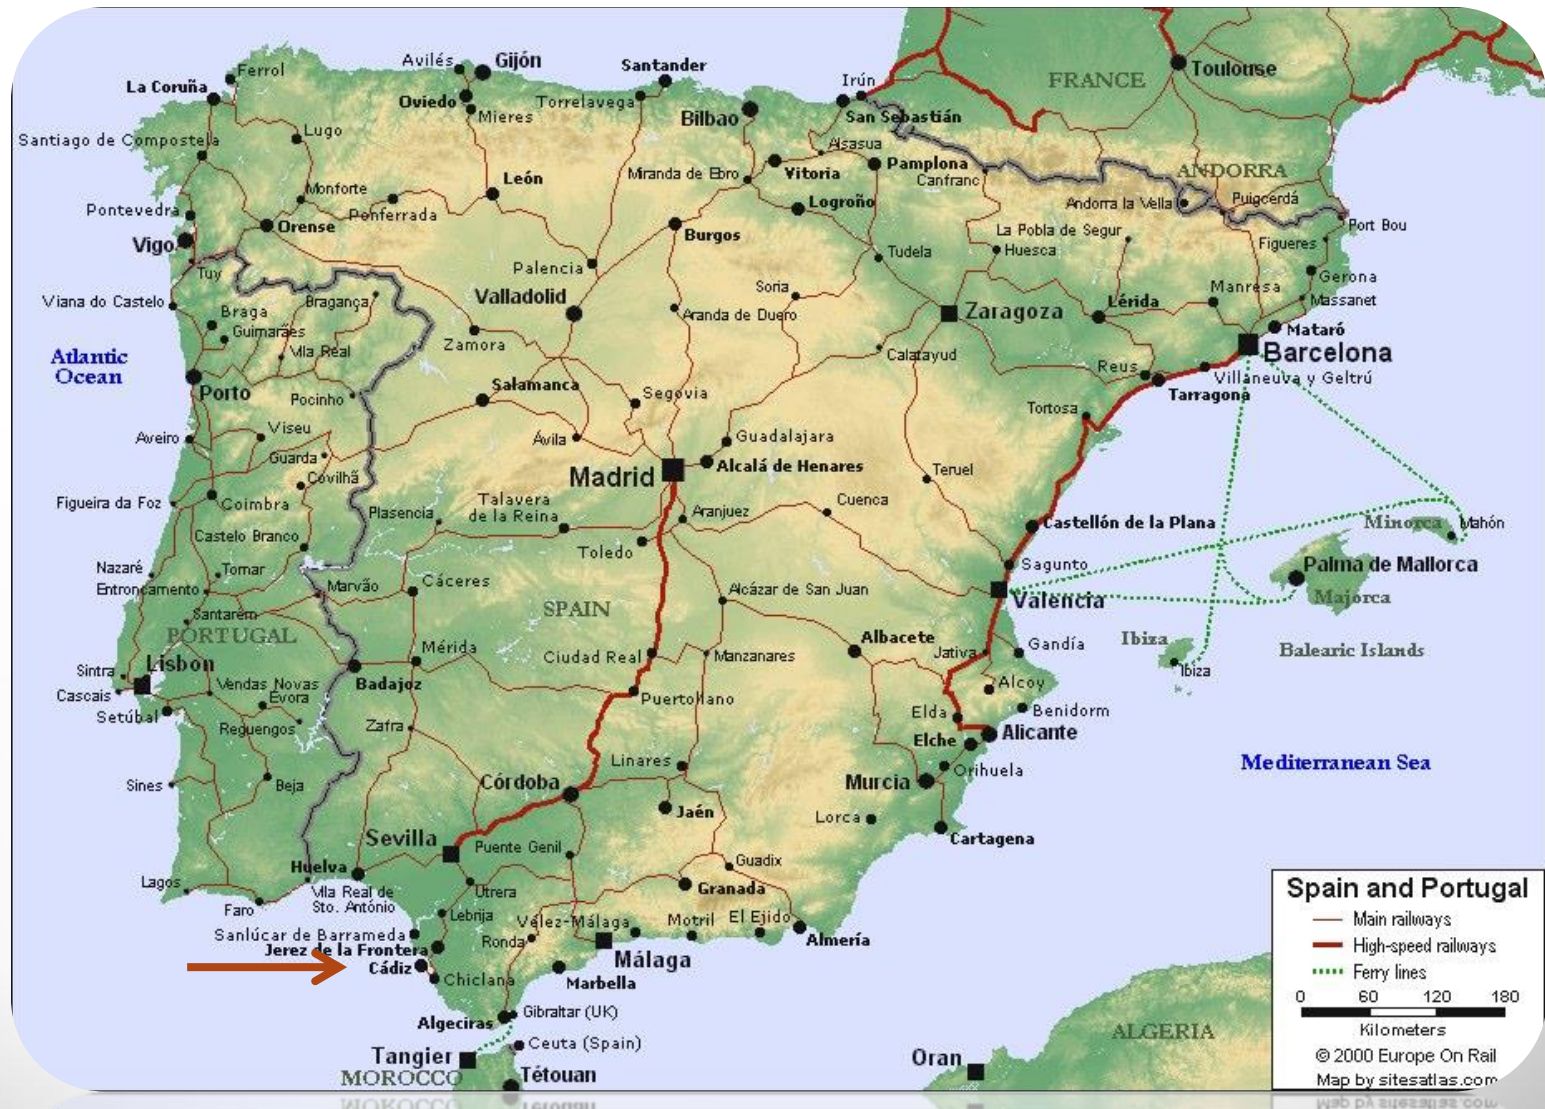 Avilés
Gijón
Ferrol
La Coruña
Oviedo
Mieres
Torrelavega
Santander
Bilbao
Irún
San Sebastián
FRANCE
Toulouse
Santiago de Compostela
Lugo
Alsasua
Miranda de Ebro
Vitoria
Pamplona
Canfranc
ANDORRA
Andorra la Vella
Puigcerdá
Port Bou
León
Monforte
Ponferrada
Logroño
Pontevedra
Orense
Vigo
Burgos
La Pobla de Segur
Huesca
Figueres
Tudela
Tuy
Palencia
Gerona
Viana do Castelo
Bragança
Valladolid
Soria
Manresa
Massanet
Lérida
Braga
Guimarães
Zaragoza
Aranda de Duero
Mataró
Barcelona
Atlantic
Ocean
Vila Real
Zamora
Calatayud
Reus
Villaneuva y Geltrú
Tarragona
Porto
Salamanca
Segovia
Pocinho
Tortosa
Aveiro
Viseu
Ávila
Guadalajara
Guarda
Covilhã
Madrid
Alcalá de Henares
Teruel
Figueira da Foz
Coimbra
Plasencia
Talavera
de la Reina
Aranjuez
Cuenca
Castellón de la Plana
Minorca
Mahón
Castelo Branco
Toledo
Nazaré
Tomar
Entroncamento
Marvão
Cáceres
Alcázar de San Juan
Sagunto
Palma de Mallorca
Majorca
Valencia
Santarém
SPAIN
PORTUGAL
Albacete
Ibiza
Gandía
Balearic Islands
Mérida
Ciudad Real
Manzanares
Jativa
Sintra
Lisbon
Ibiza
Cascais
Vendas Novas
Évora
Badajoz
Puertollano
Alcoy
Setúbal
Reguengos
Zafra
Elda
Benidorm
Elche
Alicante
Linares
Mediterranean Sea
Sines
Beja
Córdoba
Murcia
Orihuela
Jaén
Lorca
Sevilla
Puente Genil
Cartagena
Huelva
Guadix
Lagos
Vila Real de
Sto. António
Utrera
Granada
Faro
Lebrija
Vélez-Málaga
Motril
El Ejido
Sanlúcar de Barrameda
Ronda
Almería
Jerez de la Frontera
Málaga
Cádiz
Chiclana
Marbella
Algeciras
Gibraltar (UK)
Ceuta (Spain)
Tangier
MOROCCO
Tétouan
Oran
ALGERIA
Spain and Portugal
Main railways
High-speed railways
Ferry lines
0 60 120 180
Kilometers
© 2000 Europe On Rail
Map by sitesatlas.com